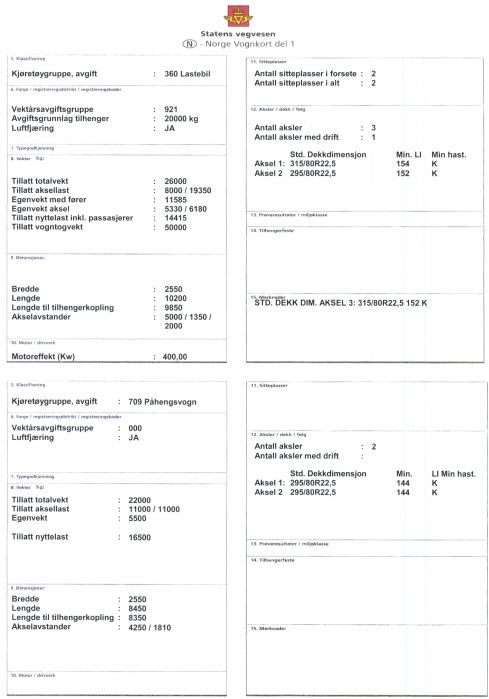 Statens vegvesen
N - Norge Vognkort del 1
5. Klassifisering
Kjøretøygruppe, avgift : 360 Lastebil
6. Farge / registreringsdistrikt / registreringskoder
Vektårsavgiftsgruppe : 921
Avgiftsgrunnlag tilhenger : 20000 kg
Luftfjæring : JA
7. Typegodkjenning
8. Vekter (kg)
Tillatt totalvekt : 26000
Tillatt aksellast : 8000 / 19350
Egenvekt med fører : 11585
Egenvekt aksel : 5330 / 6180
Tillatt nyttelast inkl. passasjerer : 14415
Tillatt vogntogvekt : 50000
9. Dimensjoner
Bredde : 2550
Lengde : 10200
Lengde til tilhengerkopling : 9850
Akselavstander : 5000 / 1350 /
2000
10. Motor / drivverk
Motoreffekt (Kw) : 400,00
11. Sitteplasser
Antall sitteplasser i forsete : 2
Antall sitteplasser i alt : 2
12. Aksler / dekk / felg
Antall aksler : 3
Antall aksler med drift : 1
Std. Dekkdimensjon Min. LI Min hast.
Aksel 1: 315/80R22,5 154 K
Aksel 2 295/80R22,5 152 K
13. Prøveresultater / miljøklasse
14. Tilhengerfeste
15. Merknader
STD. DEKK DIM. AKSEL 3: 315/80R22,5 152 K
5. Klassifisering
Kjøretøygruppe, avgift : 709 Påhengsvogn
6. Farge / registreringsdistrikt / registreringskoder
Vektårsavgiftsgruppe : 000
Luftfjæring : JA
7. Typegodkjenning
8. Vekter (kg)
Tillatt totalvekt : 22000
Tillatt aksellast : 11000 / 11000
Egenvekt : 5500
Tillatt nyttelast : 16500
9. Dimensjoner
Bredde : 2550
Lengde : 8450
Lengde til tilhengerkopling : 8350
Akselavstander : 4250 / 1810
10. Motor / drivverk
11. Sitteplasser
12. Aksler / dekk / felg
Antall aksler : 2
Antall aksler med drift :
Std. Dekkdimensjon Min. LI Min hast.
Aksel 1: 295/80R22,5 144 K
Aksel 2 295/80R22,5 144 K
13. Prøveresultater / miljøklasse
14. Tilhengerfeste
15. Merknader